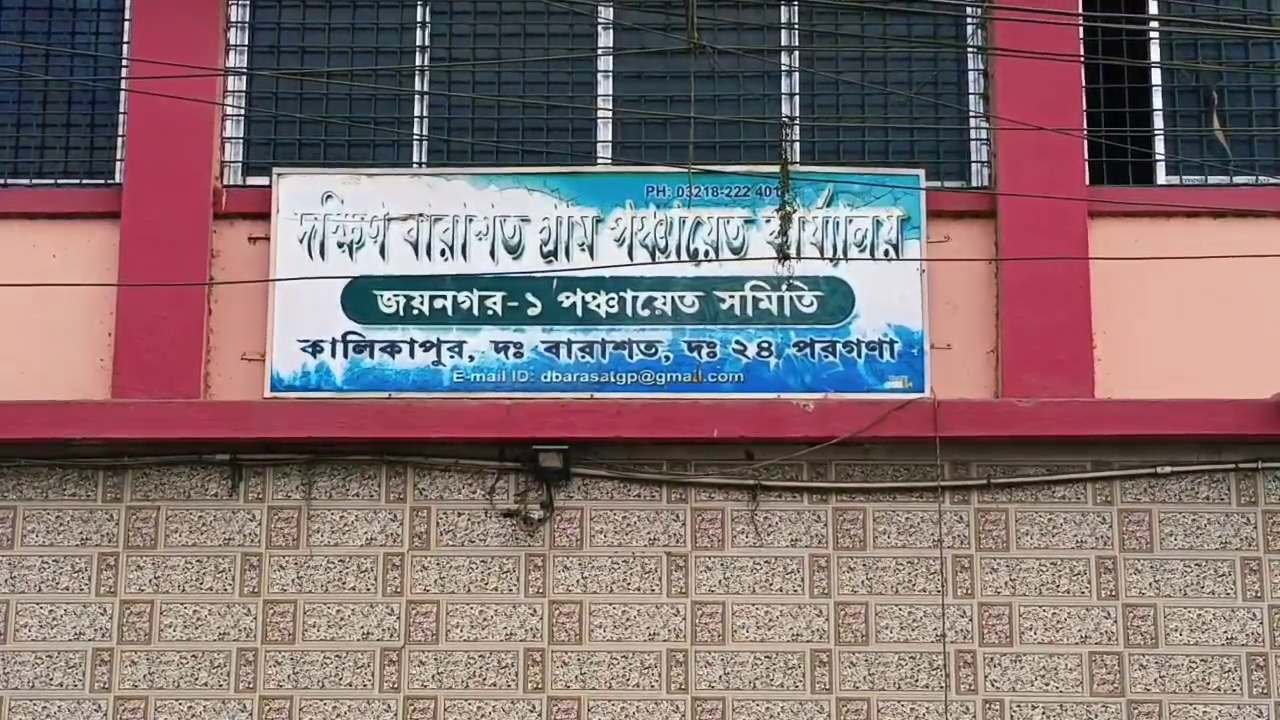 PH: 03218-222 401
দক্ষিণ বারাশত গ্রাম পঞ্চায়েত কার্য্যালয়
জয়নগর-১ পঞ্চায়েত সমিতি
কালিকাপুর, দঃ বারাশত, দঃ ২৪ পরগণা
E-mail ID: dbarasatgp@gmail.com